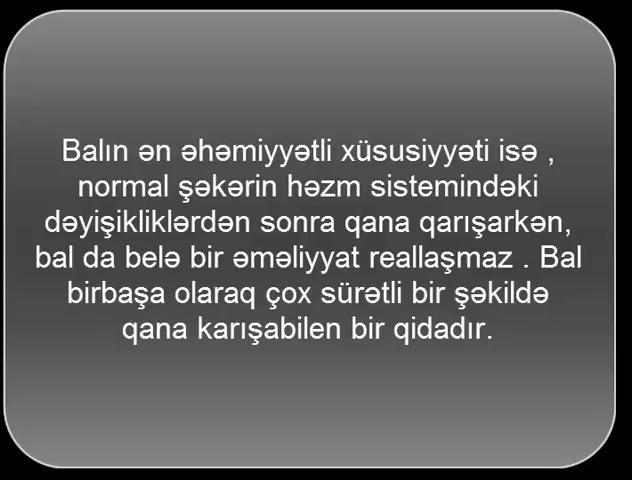 Balın ən əhəmiyyətli xüsusiyyəti isə ,
normal şəkərin həzm sistemindəki
dəyişikliklərdən sonra qana qarışarkən,
bal da belə bir əməliyyat reallaşmaz . Bal
birbaşa olaraq çox sürətli bir şəkildə
qana karışabilen bir qidadır.